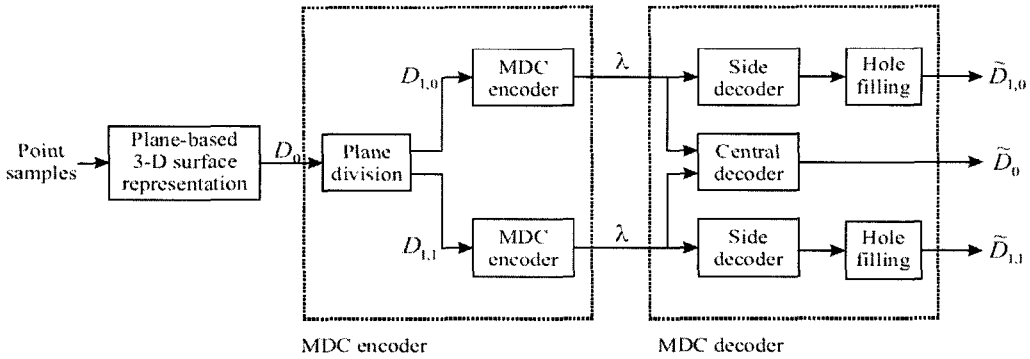 Point
samples
Plane-based
3-D surface
representation
D₀
Plane
division
D₁,₀
MDC
encoder
λ
Side
decoder
Hole
filling
D̃₁,₀
Central
decoder
D̃₀
D₁,₁
MDC
encoder
λ
Side
decoder
Hole
filling
D̃₁,₁
MDC encoder
MDC decoder